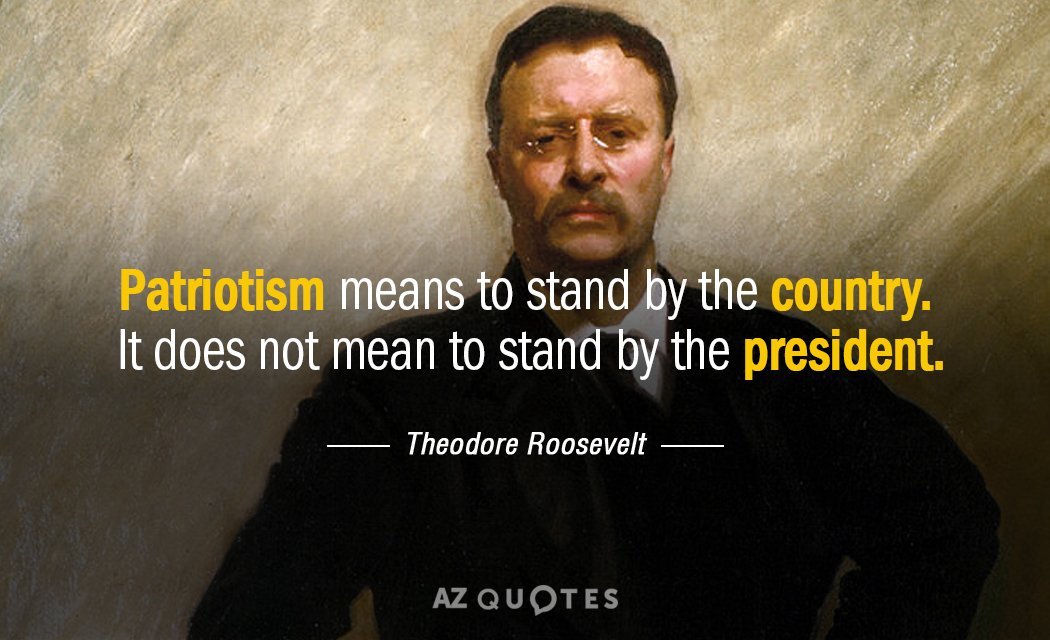 Patriotism means to stand by the country.
It does not mean to stand by the president.
Theodore Roosevelt
AZ QUOTES